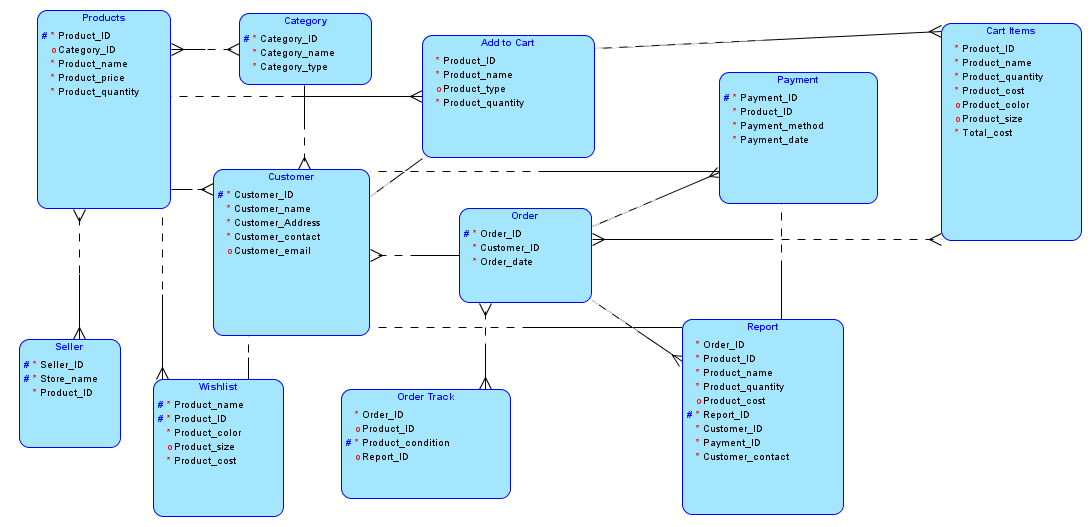 Products
# * Product_ID
o Category_ID
* Product_name
* Product_price
* Product_quantity
Category
# * Category_ID
* Category_name
* Category_type
Add to Cart
* Product_ID
* Product_name
o Product_type
* Product_quantity
Cart Items
* Product_ID
* Product_name
* Product_quantity
* Product_cost
o Product_color
o Product_size
* Total_cost
Payment
# * Payment_ID
* Product_ID
* Payment_method
* Payment_date
Customer
# * Customer_ID
* Customer_name
* Customer_Address
* Customer_contact
o Customer_email
Order
# * Order_ID
* Customer_ID
* Order_date
Seller
# * Seller_ID
# * Store_name
* Product_ID
Wishlist
# * Product_name
# * Product_ID
* Product_color
o Product_size
* Product_cost
Order Track
* Order_ID
o Product_ID
# * Product_condition
o Report_ID
Report
* Order_ID
* Product_ID
* Product_name
* Product_quantity
o Product_cost
# * Report_ID
* Customer_ID
* Payment_ID
* Customer_contact